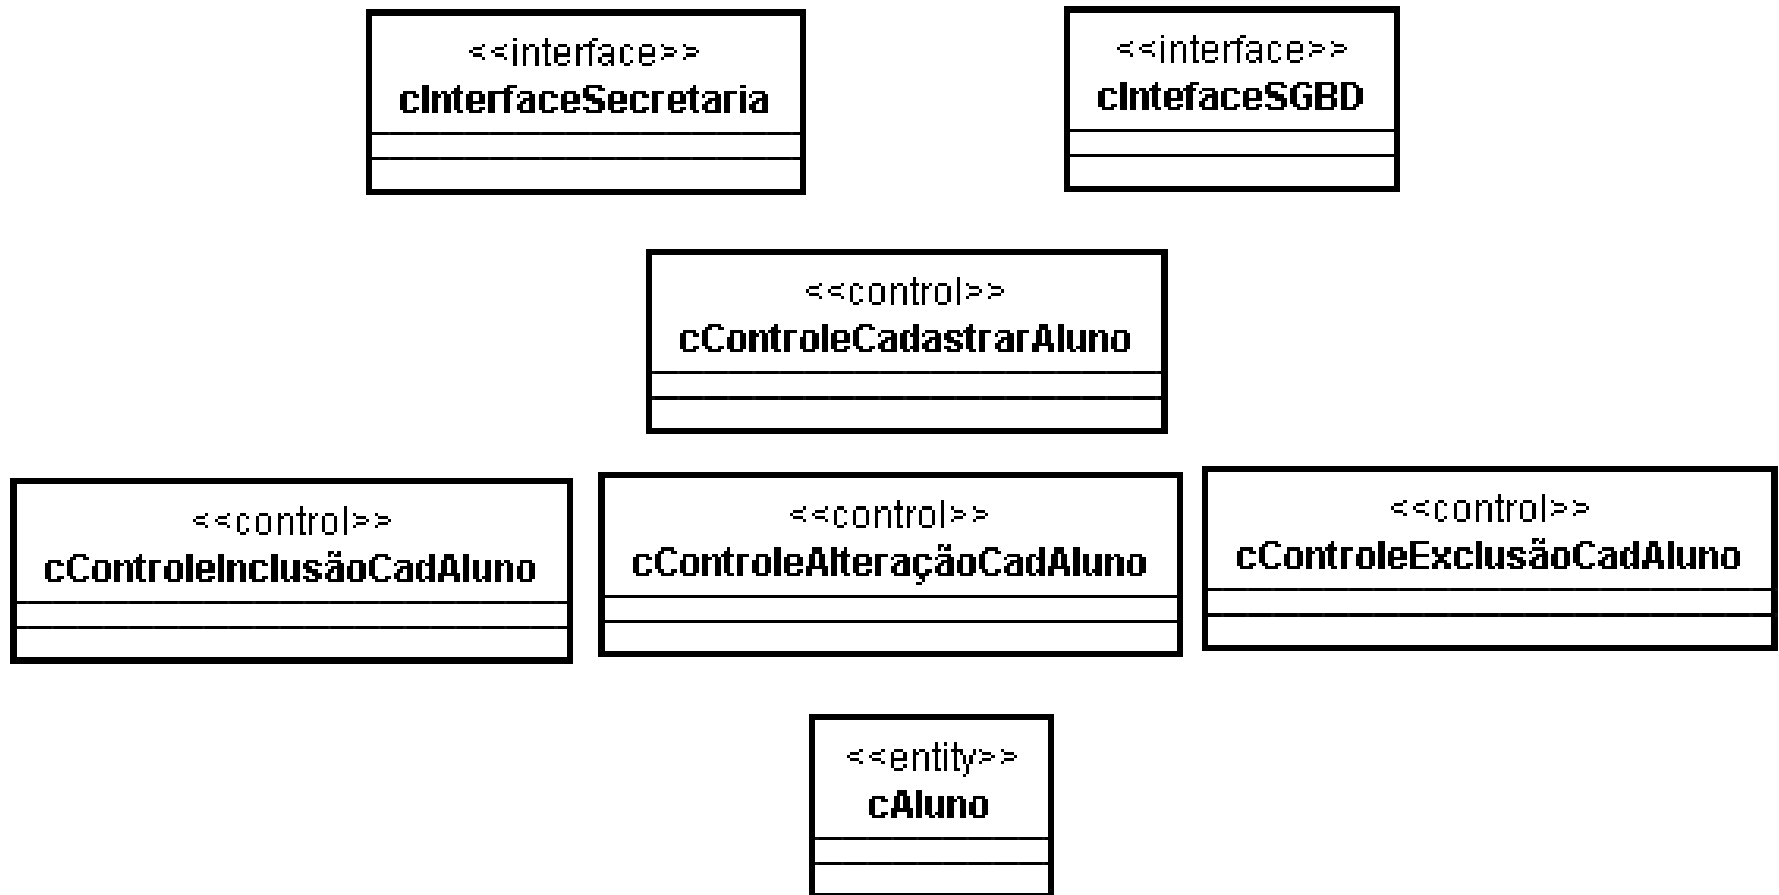 <<interface>>
cInterfaceSecretaria
<<interface>>
cIntefaceSGBD
<<control>>
cControleCadastrarAluno
<<control>>
cControleInclusãoCadAluno
<<control>>
cControleAlteraçãoCadAluno
<<control>>
cControleExclusãoCadAluno
<<entity>>
cAluno